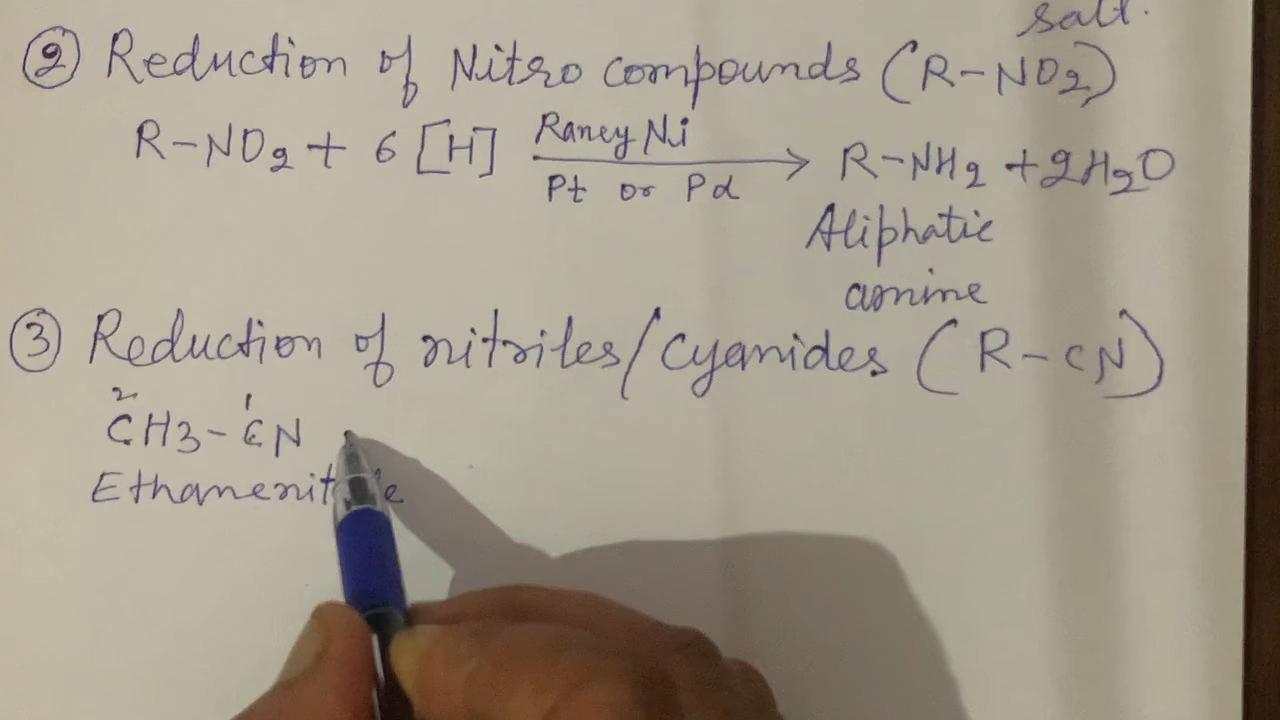 salt.
② Reduction of Nitro compounds (R-NO2)
R-NO2 + 6 [H] Raney Ni Pt or Pd → R-NH2 + 2H2O
Aliphatic
amine
③ Reduction of nitriles/cyanides (R-CN)
2 1
CH3-CN